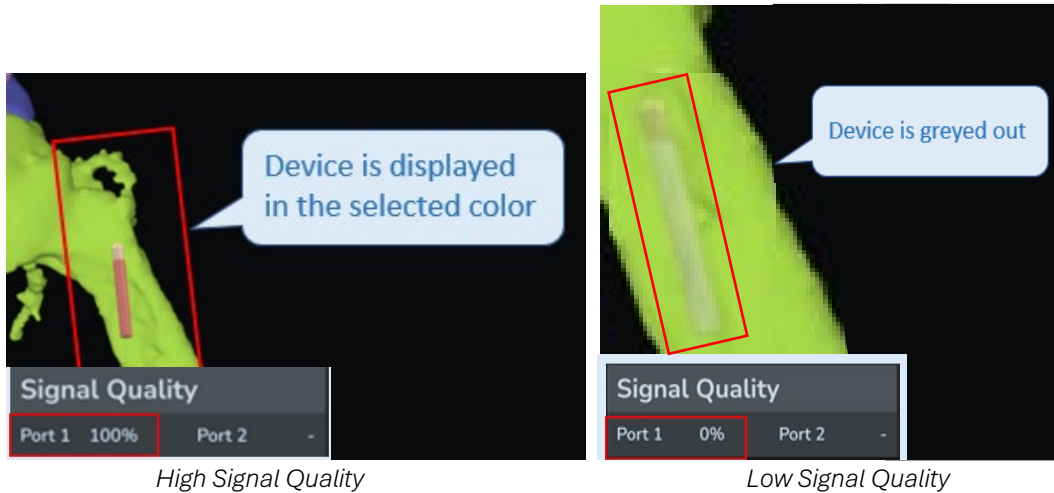 Device is displayed
in the selected color
Signal Quality
Port 1 100% Port 2 -
High Signal Quality
Device is greyed out
Signal Quality
Port 1 0% Port 2 -
Low Signal Quality